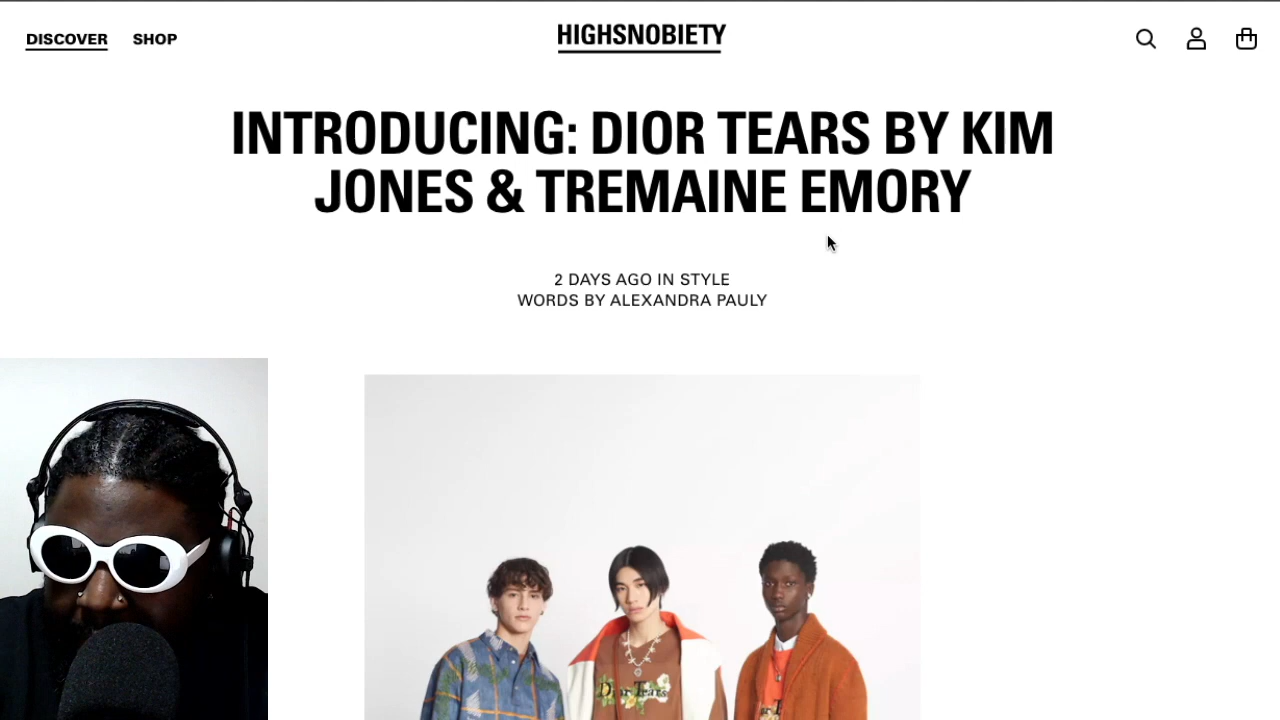 DISCOVER SHOP HIGHSNOBIETY
INTRODUCING: DIOR TEARS BY KIM
JONES & TREMAINE EMORY
2 DAYS AGO IN STYLE
WORDS BY ALEXANDRA PAULY
Dior Tears